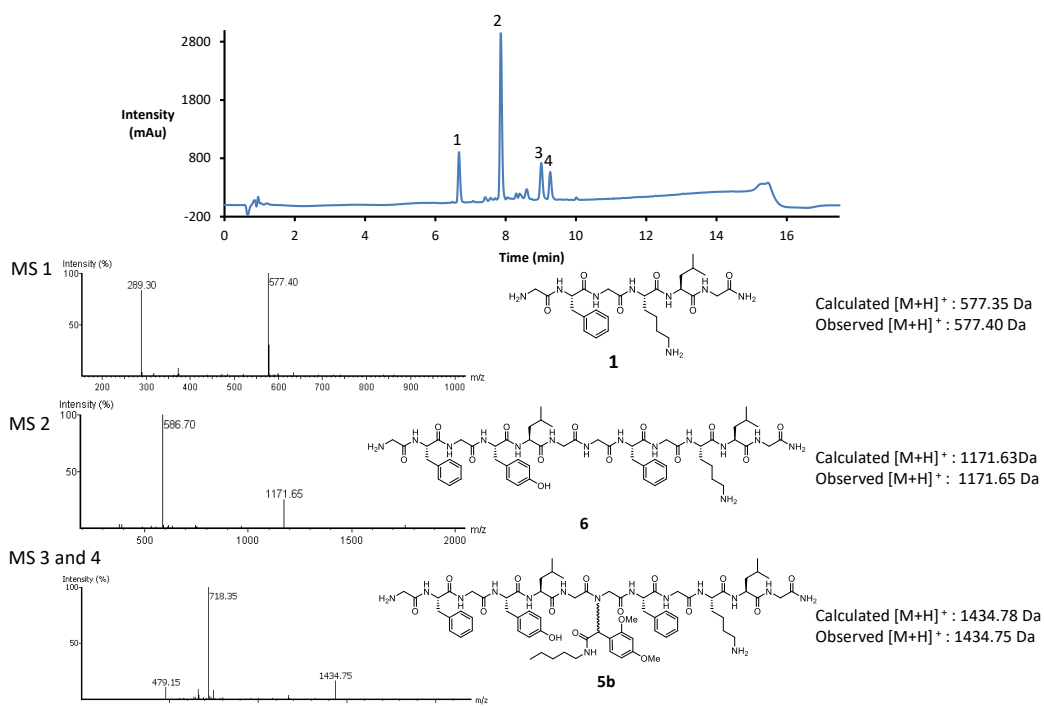 1
2
3
4
2800
1800
800
-200
Intensity
(mAu)
0
2
4
6
8
10
12
14
16
Time (min)
MS 1
Intensity (%)
100
50
289.30
577.40
200
300
400
500
600
700
800
900
1000
m/z
H2N
O
H
N
O
N
H
O
H
N
O
N
H
O
H
N
O
NH2
NH2
1
Calculated [M+H]+ : 577.35 Da
Observed [M+H]+ : 577.40 Da
MS 2
Intensity (%)
100
50
586.70
1171.65
500
1000
1500
2000
m/z
H2N
OH
NH2
NH2
6
Calculated [M+H]+ : 1171.63Da
Observed [M+H]+ : 1171.65 Da
MS 3 and 4
Intensity (%)
100
50
479.15
718.35
1434.75
m/z
H2N
OH
N
O
NH
OMe
OMe
NH2
NH2
5b
Calculated [M+H]+ : 1434.78 Da
Observed [M+H]+ : 1434.75 Da